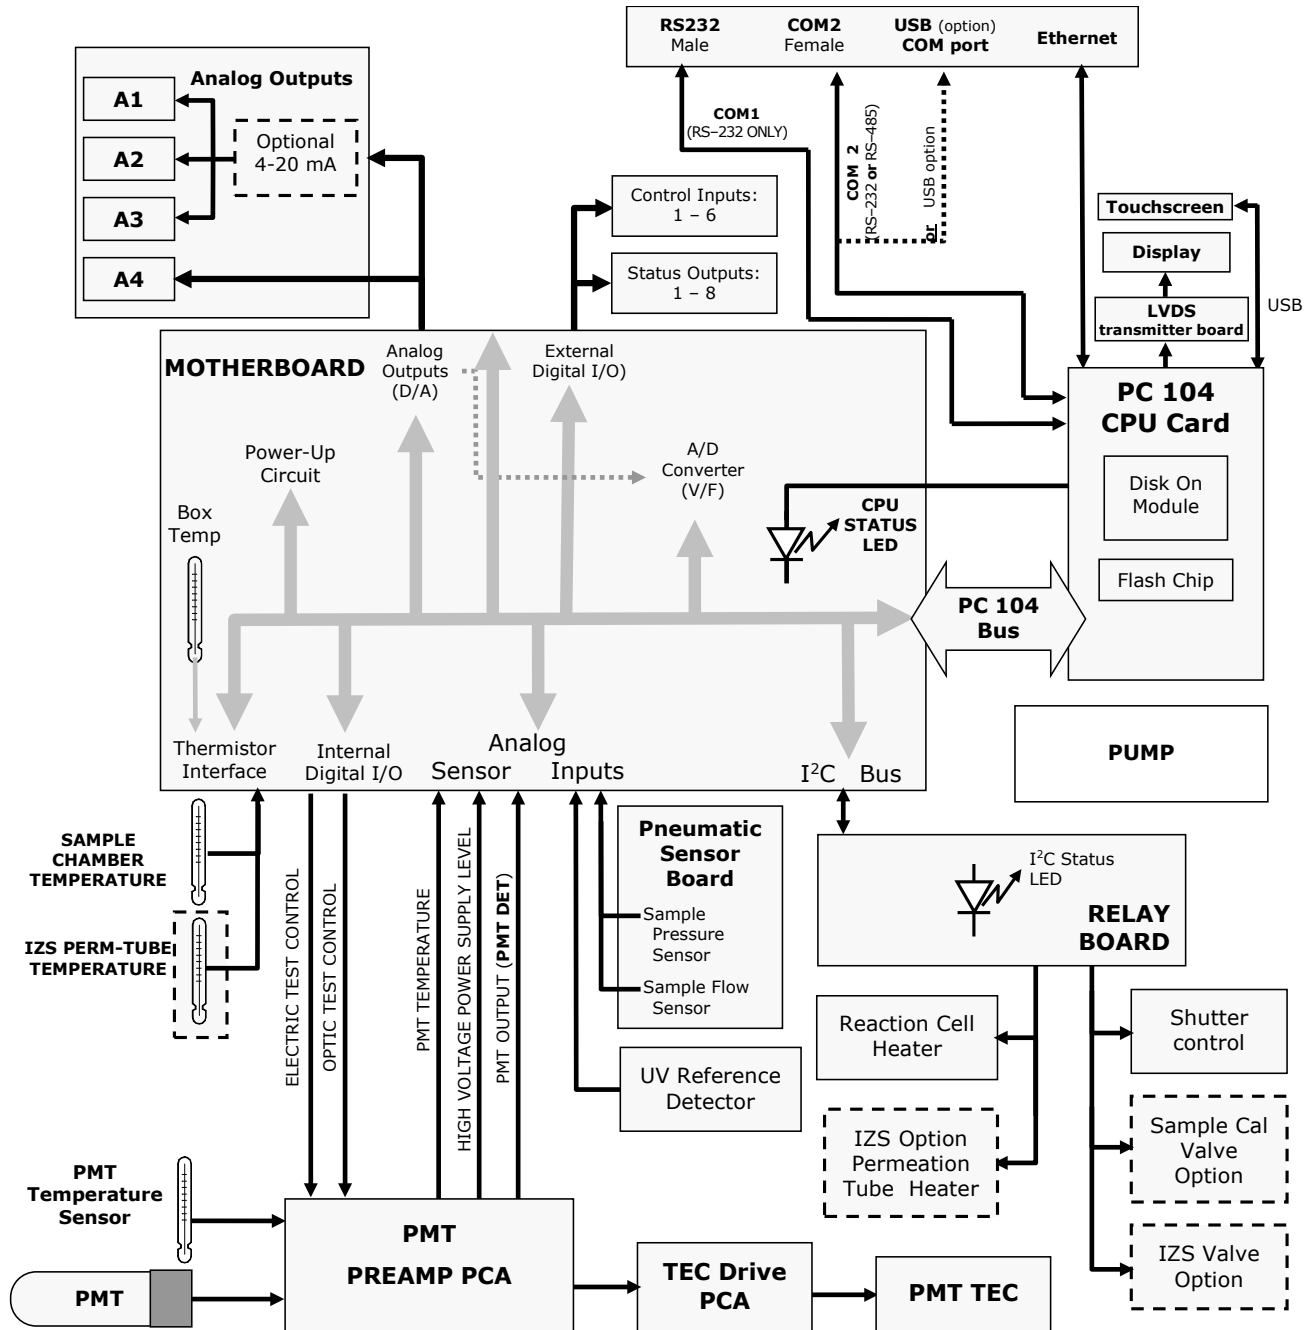 RS232
Male
COM2
Female
USB (option)
COM port
Ethernet
Analog Outputs
A1
A2
A3
A4
Optional
4-20 mA
COM1
(RS–232 ONLY)
COM 2
(RS–232 or RS–485)
or USB option
Control Inputs:
1 – 6
Status Outputs:
1 – 8
Touchscreen
Display
LVDS
transmitter board
USB
MOTHERBOARD
Analog
Outputs
(D/A)
External
Digital I/O)
Power-Up
Circuit
A/D
Converter
(V/F)
Box
Temp
CPU
STATUS
LED
PC 104
CPU Card
Disk On
Module
Flash Chip
PC 104
Bus
Thermistor
Interface
Internal
Digital I/O
Analog
Sensor Inputs
I²C Bus
PUMP
SAMPLE
CHAMBER
TEMPERATURE
IZS PERM-TUBE
TEMPERATURE
ELECTRIC TEST CONTROL
OPTIC TEST CONTROL
PMT TEMPERATURE
HIGH VOLTAGE POWER SUPPLY LEVEL
PMT OUTPUT (PMT DET)
Pneumatic
Sensor
Board
Sample
Pressure
Sensor
Sample Flow
Sensor
UV Reference
Detector
I²C Status
LED
RELAY
BOARD
Reaction Cell
Heater
IZS Option
Permeation
Tube Heater
Shutter
control
Sample Cal
Valve
Option
IZS Valve
Option
PMT
Temperature
Sensor
PMT
PMT
PREAMP PCA
TEC Drive
PCA
PMT TEC